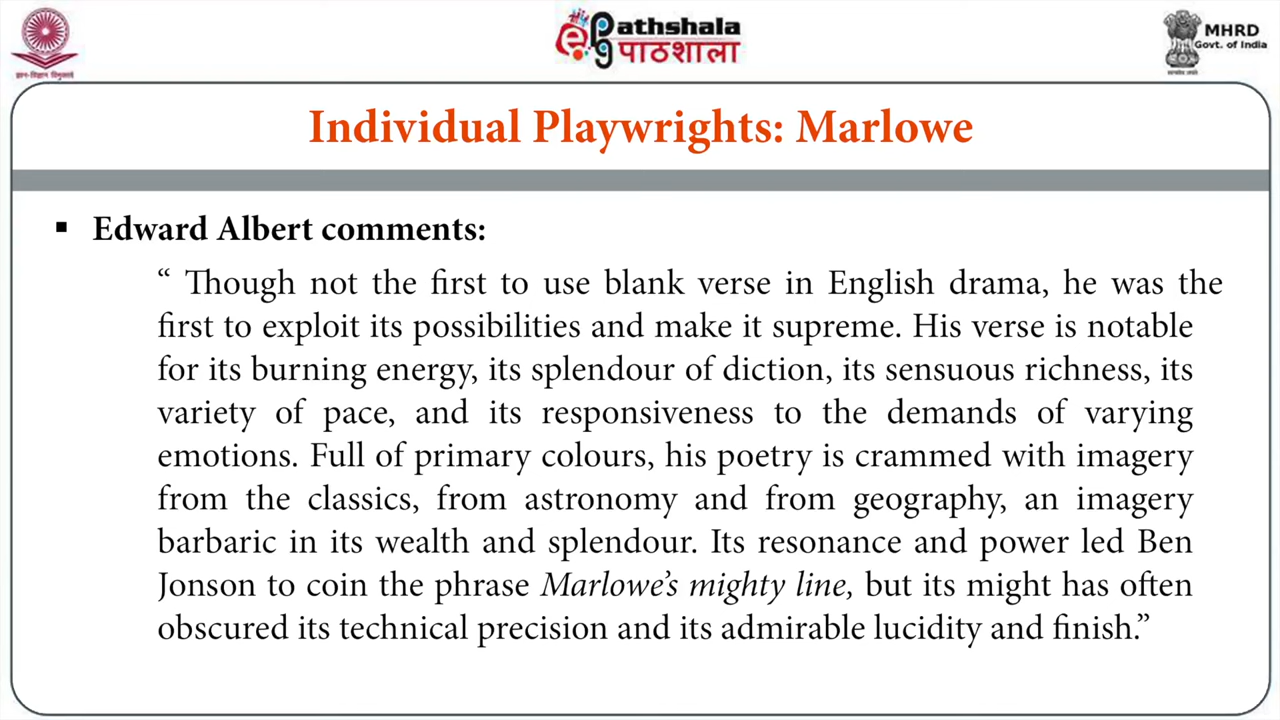 ePG Pathshala
पाठशाला
MHRD
Govt. of India
Individual Playwrights: Marlowe
▪ Edward Albert comments:
“ Though not the first to use blank verse in English drama, he was the
first to exploit its possibilities and make it supreme. His verse is notable
for its burning energy, its splendour of diction, its sensuous richness, its
variety of pace, and its responsiveness to the demands of varying
emotions. Full of primary colours, his poetry is crammed with imagery
from the classics, from astronomy and from geography, an imagery
barbaric in its wealth and splendour. Its resonance and power led Ben
Jonson to coin the phrase Marlowe’s mighty line, but its might has often
obscured its technical precision and its admirable lucidity and finish.”